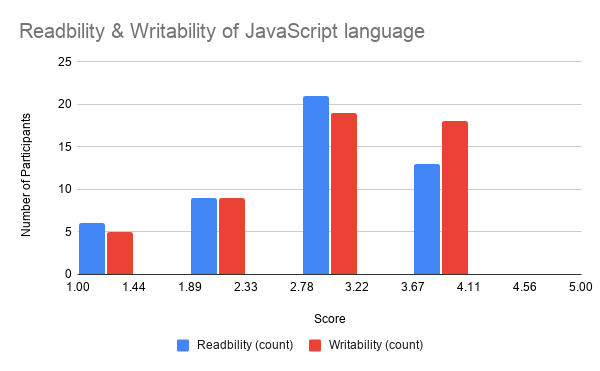 Readbility & Writability of JavaScript language
25
20
15
10
5
0
Number of Participants
1.00 1.44 1.89 2.33 2.78 3.22 3.67 4.11 4.56 5.00
Score
Readbility (count) Writability (count)